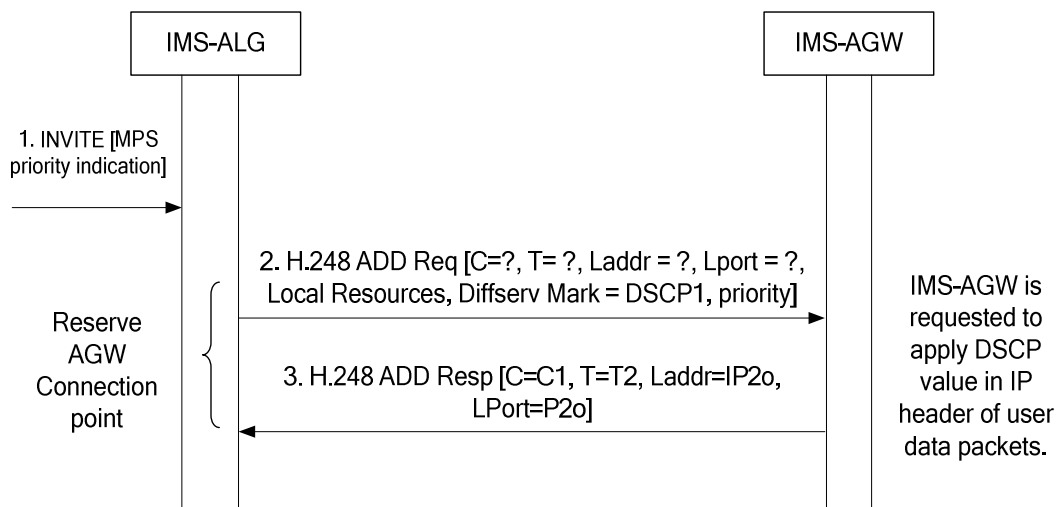 IMS-ALG
IMS-AGW
1. INVITE [MPS
priority indication]
2. H.248 ADD Req [C=?, T= ?, Laddr = ?, Lport = ?,
Local Resources, Diffserv Mark = DSCP1, priority]
Reserve
AGW
Connection
point
3. H.248 ADD Resp [C=C1, T=T2, Laddr=IP2o,
LPort=P2o]
IMS-AGW is
requested to
apply DSCP
value in IP
header of user
data packets.